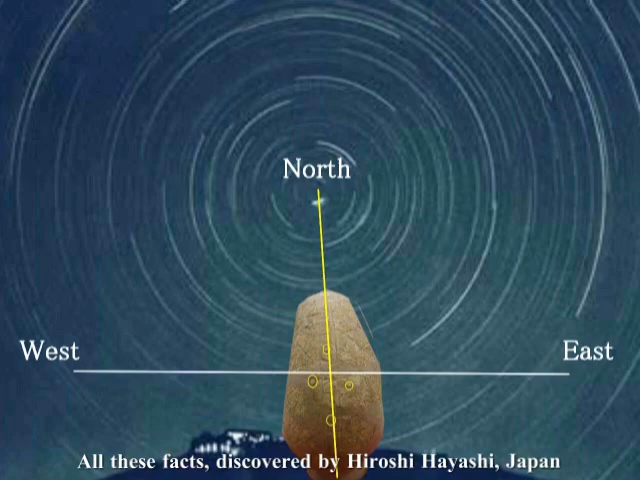 North
West
East
All these facts, discovered by Hiroshi Hayashi, Japan